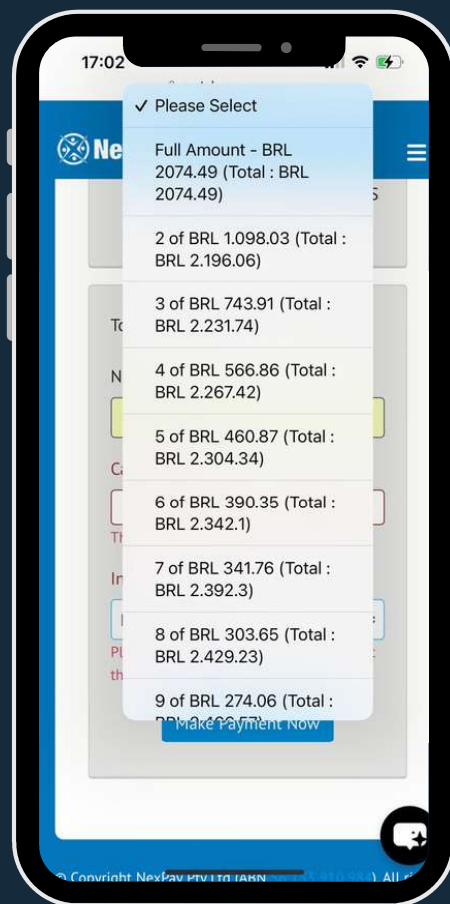 17:02
✓ Please Select
Ne
Full Amount - BRL
2074.49 (Total : BRL
2074.49)
2 of BRL 1.098.03 (Total :
BRL 2.196.06)
3 of BRL 743.91 (Total :
BRL 2.231.74)
4 of BRL 566.86 (Total :
BRL 2.267.42)
5 of BRL 460.87 (Total :
BRL 2.304.34)
6 of BRL 390.35 (Total :
BRL 2.342.1)
7 of BRL 341.76 (Total :
BRL 2.392.3)
8 of BRL 303.65 (Total :
BRL 2.429.23)
9 of BRL 274.06 (Total :
Make Payment Now
© Copyright NexPay Pty Ltd (ABN